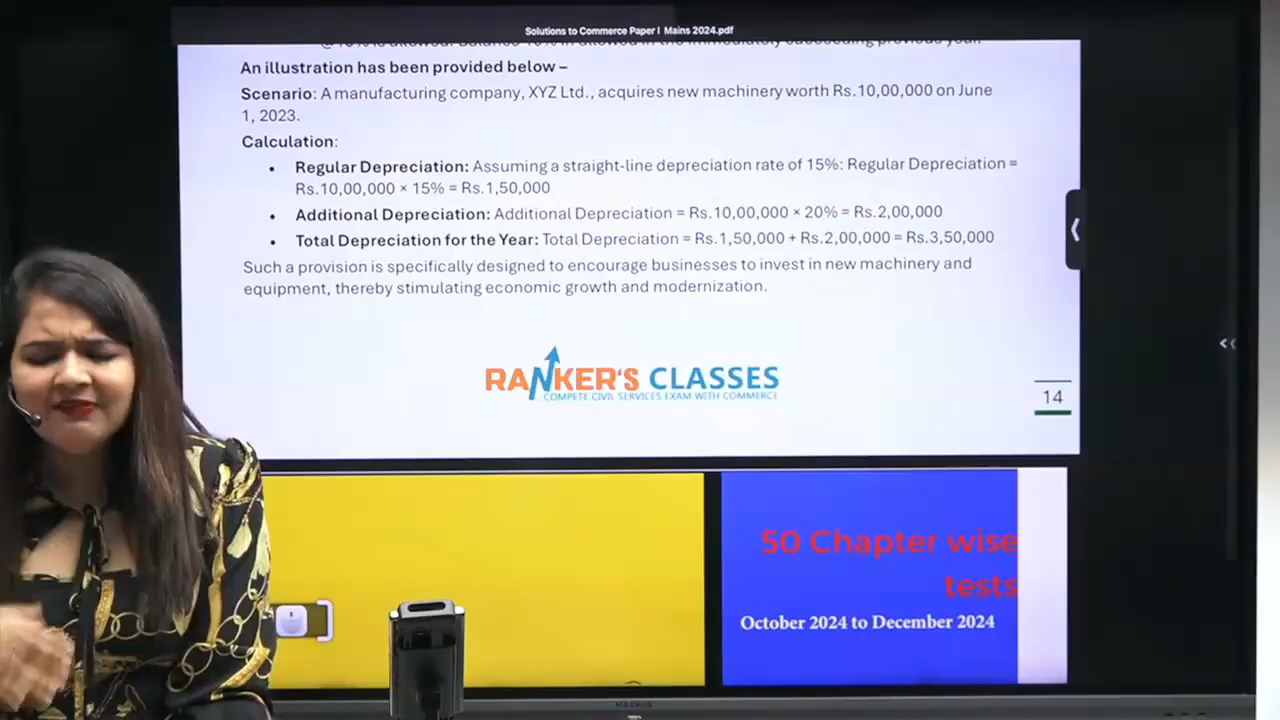 Solutions to Commerce Paper I Mains 2024.pdf
An illustration has been provided below –
Scenario: A manufacturing company, XYZ Ltd., acquires new machinery worth Rs.10,00,000 on June
1, 2023.
Calculation:
• Regular Depreciation: Assuming a straight-line depreciation rate of 15%: Regular Depreciation =
Rs.10,00,000 × 15% = Rs.1,50,000
• Additional Depreciation: Additional Depreciation = Rs.10,00,000 × 20% = Rs.2,00,000
• Total Depreciation for the Year: Total Depreciation = Rs.1,50,000 + Rs.2,00,000 = Rs.3,50,000
Such a provision is specifically designed to encourage businesses to invest in new machinery and
equipment, thereby stimulating economic growth and modernization.
RANKER'S CLASSES
COMPETE CIVIL SERVICES EXAM WITH COMMERCE
14
50 Chapter wise
tests
October 2024 to December 2024